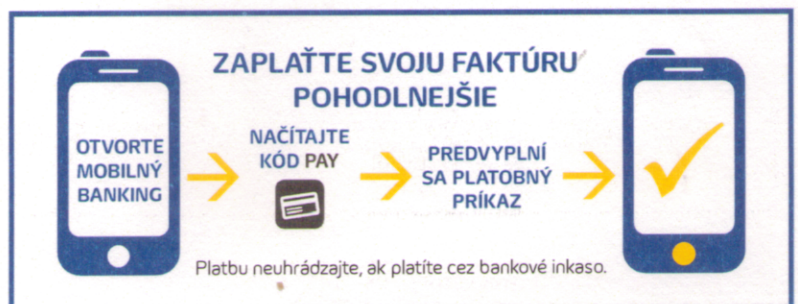 ZAPLAŤTE SVOJU FAKTÚRU
POHODLNEJŠIE
OTVORTE
MOBILNÝ
BANKING
NAČÍTAJTE
KÓD PAY
PREDVYPLNÍ
SA PLATOBNÝ
PRÍKAZ
Platbu neuhrádzajte, ak platíte cez bankové inkaso.